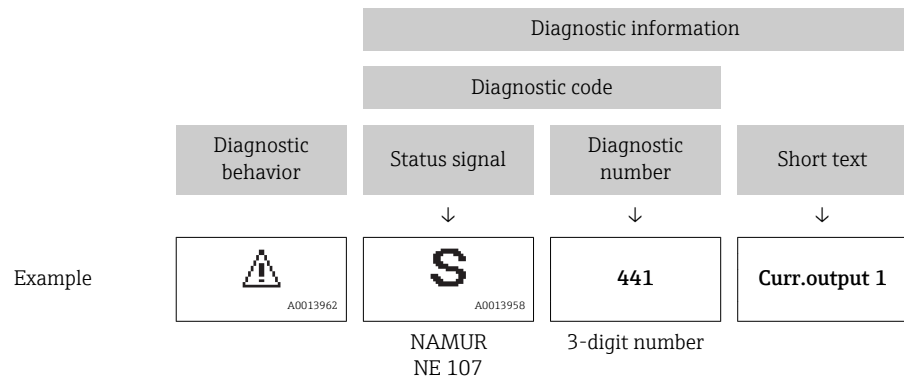 Diagnostic information
Diagnostic code
Diagnostic
behavior
Status signal
Diagnostic
number
Short text
↓
↓
↓
Example
A0013962
S
A0013958
441
Curr.output 1
NAMUR
NE 107
3-digit number